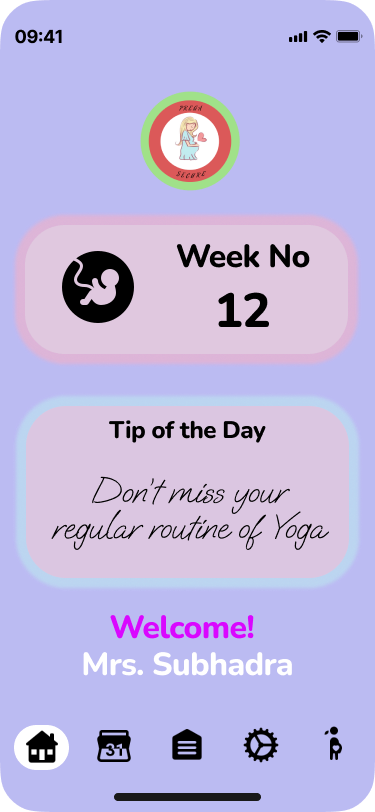 09:41
PREGA
SECURE
Week No
12
Tip of the Day
Don't miss your
regular routine of Yoga
Welcome!
Mrs. Subhadra
31